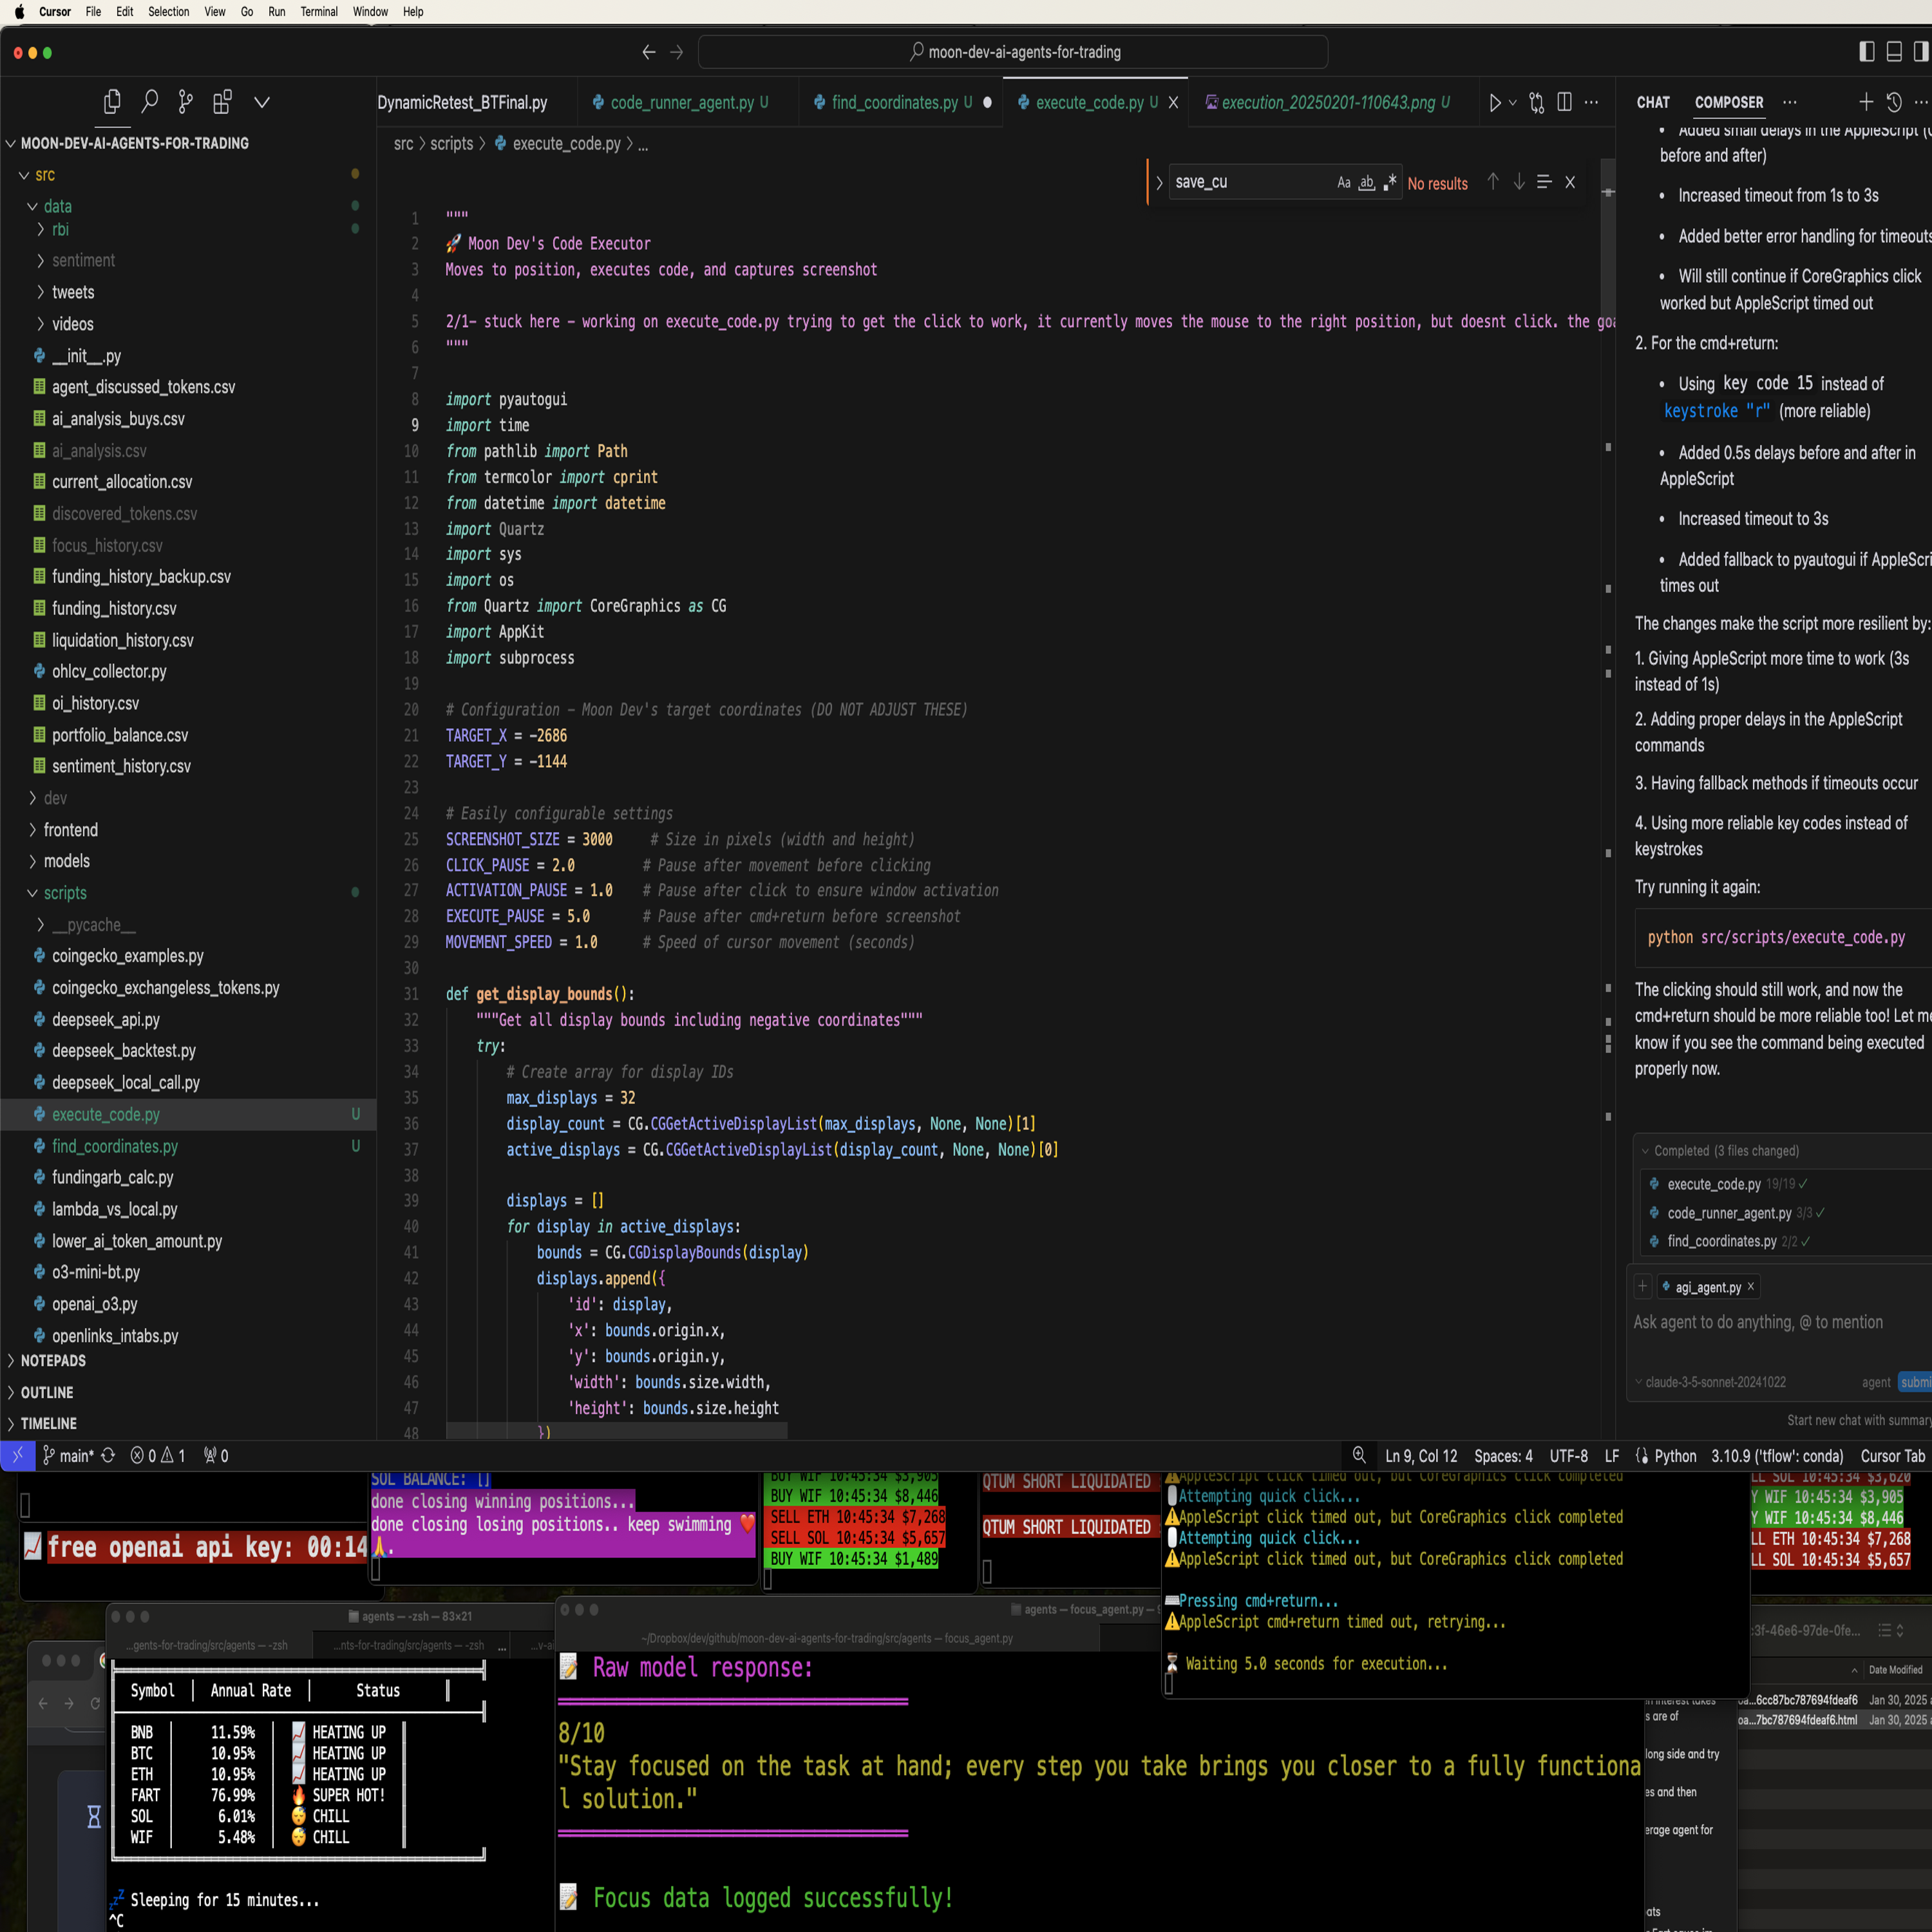 Cursor File Edit Selection View Go Run Terminal Window Help
moon-dev-ai-agents-for-trading
MOON-DEV-AI-AGENTS-FOR-TRADING
src
data
rbi
sentiment
tweets
videos
__init__.py
agent_discussed_tokens.csv
ai_analysis_buys.csv
ai_analysis.csv
current_allocation.csv
discovered_tokens.csv
focus_history.csv
funding_history_backup.csv
funding_history.csv
liquidation_history.csv
ohlcv_collector.py
oi_history.csv
portfolio_balance.csv
sentiment_history.csv
dev
frontend
models
scripts
__pycache__
coingecko_examples.py
coingecko_exchangeless_tokens.py
deepseek_api.py
deepseek_backtest.py
deepseek_local_call.py
execute_code.py U
find_coordinates.py U
fundingarb_calc.py
lambda_vs_local.py
lower_ai_token_amount.py
o3-mini-bt.py
openai_o3.py
openlinks_intabs.py
NOTEPADS
OUTLINE
TIMELINE
DynamicRetest_BTFinal.py code_runner_agent.py U find_coordinates.py U execute_code.py U execution_20250201-110643.png U
src > scripts > execute_code.py > ...
save_cu Aa ab .* No results
1 """
2 🚀 Moon Dev's Code Executor
3 Moves to position, executes code, and captures screenshot
4
5 2/1- stuck here - working on execute_code.py trying to get the click to work, it currently moves the mouse to the right position, but doesnt click. the
6 """
7
8 import pyautogui
9 import time
10 from pathlib import Path
11 from termcolor import cprint
12 from datetime import datetime
13 import Quartz
14 import sys
15 import os
16 from Quartz import CoreGraphics as CG
17 import AppKit
18 import subprocess
19
20 # Configuration - Moon Dev's target coordinates (DO NOT ADJUST THESE)
21 TARGET_X = -2686
22 TARGET_Y = -1144
23
24 # Easily configurable settings
25 SCREENSHOT_SIZE = 3000 # Size in pixels (width and height)
26 CLICK_PAUSE = 2.0 # Pause after movement before clicking
27 ACTIVATION_PAUSE = 1.0 # Pause after click to ensure window activation
28 EXECUTE_PAUSE = 5.0 # Pause after cmd+return before screenshot
29 MOVEMENT_SPEED = 1.0 # Speed of cursor movement (seconds)
30
31 def get_display_bounds():
32 """Get all display bounds including negative coordinates"""
33 try:
34 # Create array for display IDs
35 max_displays = 32
36 display_count = CG.CGGetActiveDisplayList(max_displays, None, None)[1]
37 active_displays = CG.CGGetActiveDisplayList(display_count, None, None)[0]
38
39 displays = []
40 for display in active_displays:
41 bounds = CG.CGDisplayBounds(display)
42 displays.append({
43 'id': display,
44 'x': bounds.origin.x,
45 'y': bounds.origin.y,
46 'width': bounds.size.width,
47 'height': bounds.size.height
48 })
CHAT COMPOSER
• Added small delays in the AppleScript
before and after)
• Increased timeout from 1s to 3s
• Added better error handling for timeouts
• Will still continue if CoreGraphics click
worked but AppleScript timed out
2. For the cmd+return:
• Using key code 15 instead of
keystroke "r" (more reliable)
• Added 0.5s delays before and after in
AppleScript
• Increased timeout to 3s
• Added fallback to pyautogui if AppleScri
times out
The changes make the script more resilient by:
1. Giving AppleScript more time to work (3s
instead of 1s)
2. Adding proper delays in the AppleScript
commands
3. Having fallback methods if timeouts occur
4. Using more reliable key codes instead of
keystrokes
Try running it again:
python src/scripts/execute_code.py
The clicking should still work, and now the
cmd+return should be more reliable too! Let me
know if you see the command being executed
properly now.
Completed (3 files changed)
execute_code.py 19/19 ✓
code_runner_agent.py 3/3 ✓
find_coordinates.py 2/2 ✓
+ agi_agent.py ×
Ask agent to do anything, @ to mention
claude-3-5-sonnet-20241022 agent submi
Start new chat with summary
main* 0 1 0
Ln 9, Col 12 Spaces: 4 UTF-8 LF Python 3.10.9 ('tflow': conda) Cursor Tab
free openai api key: 00:14
SOL BALANCE: []
done closing winning positions...
done closing losing positions.. keep swimming ❤️
🙏.
BUY WIF 10:45:34 $3,905
BUY WIF 10:45:34 $8,446
SELL ETH 10:45:34 $7,268
SELL SOL 10:45:34 $5,657
BUY WIF 10:45:34 $1,489
QTUM SHORT LIQUIDATED
QTUM SHORT LIQUIDATED
⚠️AppleScript click timed out, but CoreGraphics click completed
Attempting quick click...
⚠️AppleScript click timed out, but CoreGraphics click completed
Attempting quick click...
⚠️AppleScript click timed out, but CoreGraphics click completed
Pressing cmd+return...
⚠️AppleScript cmd+return timed out, retrying...
⏳ Waiting 5.0 seconds for execution...
LL SOL 10:45:34 $3,620
Y WIF 10:45:34 $3,905
Y WIF 10:45:34 $8,446
LL ETH 10:45:34 $7,268
LL SOL 10:45:34 $5,657
agents — -zsh — 83×21
...gents-for-trading/src/agents — -zsh ...nts-for-trading/src/agents — -zsh ... ...v-ai
Symbol | Annual Rate | Status
BNB 11.59% 📈 HEATING UP
BTC 10.95% 📈 HEATING UP
ETH 10.95% 📈 HEATING UP
FART 76.99% 🔥 SUPER HOT!
SOL 6.01% 😴 CHILL
WIF 5.48% 😴 CHILL
💤 Sleeping for 15 minutes...
^C
agents — focus_agent.py —
~/Dropbox/dev/github/moon-dev-ai-agents-for-trading/src/agents — focus_agent.py
📝 Raw model response:
8/10
"Stay focused on the task at hand; every step you take brings you closer to a fully functiona
l solution."
📝 Focus data logged successfully!
:3f-46e6-97de-0fe...
Date Modified
oa...6cc87bc787694fdeaf6 Jan 30, 2025
oa...7bc787694fdeaf6.html Jan 30, 2025
n interest takes
s are of
long side and try
es and then
erage agent for
ats